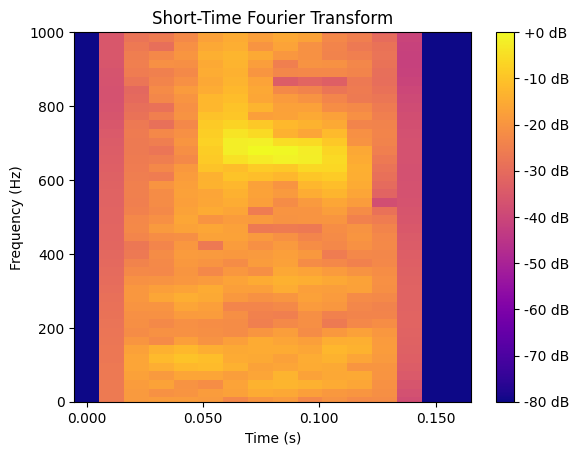 Short-Time Fourier Transform
1000
800
600
400
200
0
Frequency (Hz)
0.000
0.050
0.100
0.150
Time (s)
+0 dB
-10 dB
-20 dB
-30 dB
-40 dB
-50 dB
-60 dB
-70 dB
-80 dB